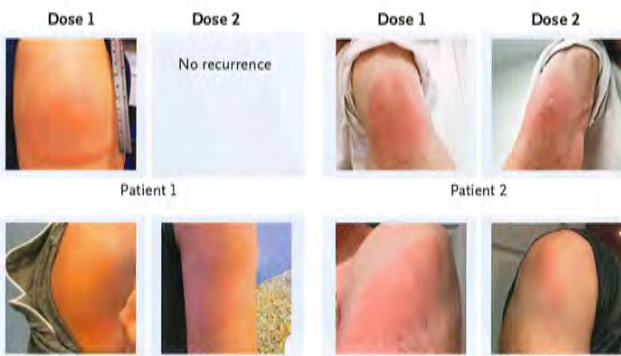 Dose 1
Dose 2
Dose 1
Dose 2
No recurrence
Patient 1
Patient 2